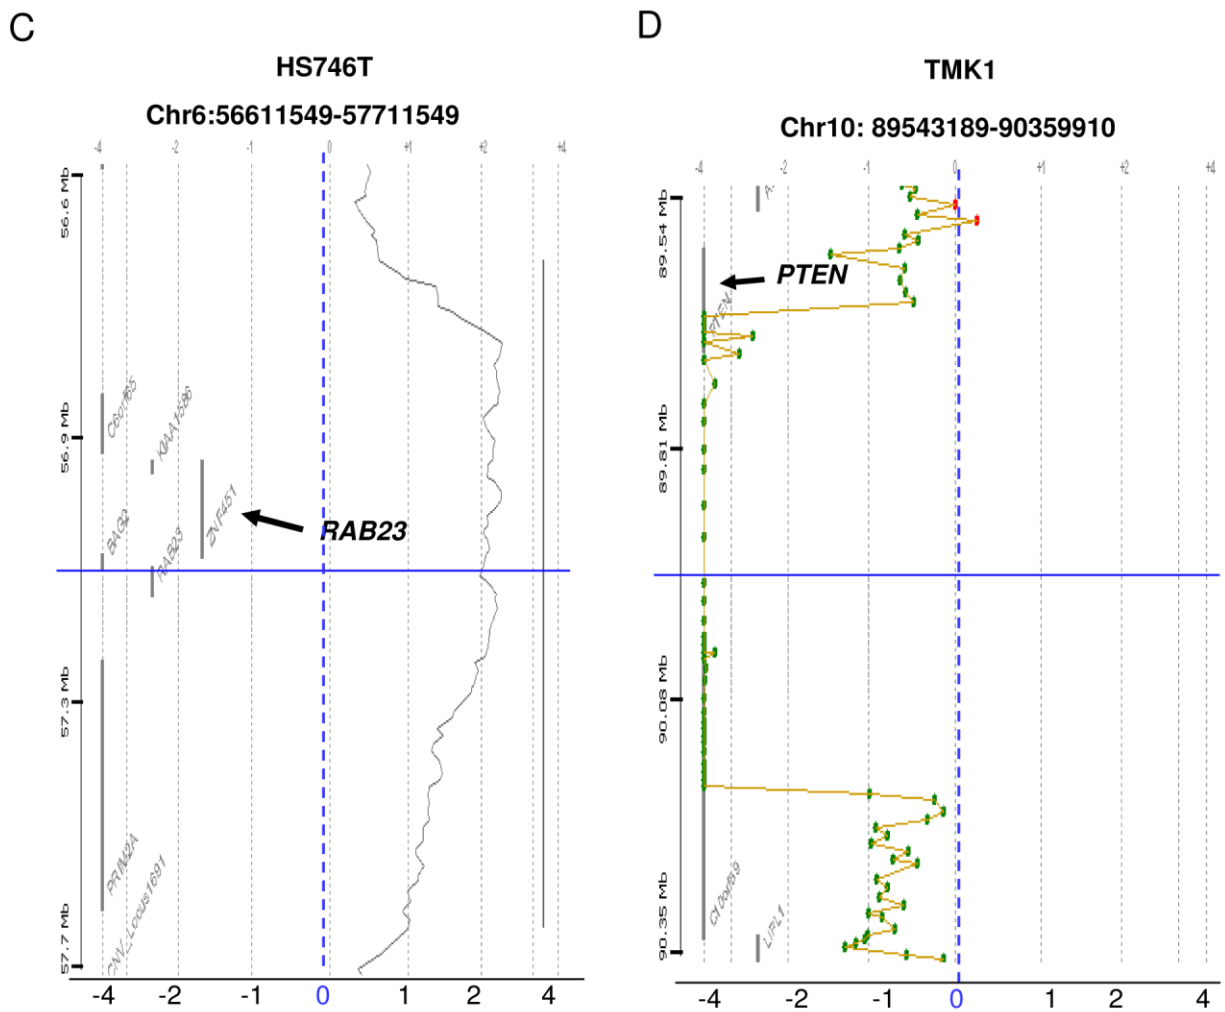 C
HS746T
Chr6:56611549-57711549
-4 -2 -1 0 +1 +2 +4
56.6 Mb
56.9 Mb
57.3 Mb
57.7 Mb
C6orf65
KIAA1586
BAG2
RAB23
ZNF451
RAB23
PRIM2A
CNV_Locus1691
-4 -2 -1 0 1 2 4
D
TMK1
Chr10: 89543189-90359910
-4 -2 -1 0 +1 +2 +4
89.54 Mb
89.81 Mb
90.08 Mb
90.35 Mb
PTEN
PTEN
C10orf59
LIPL1
-4 -2 -1 0 1 2 4